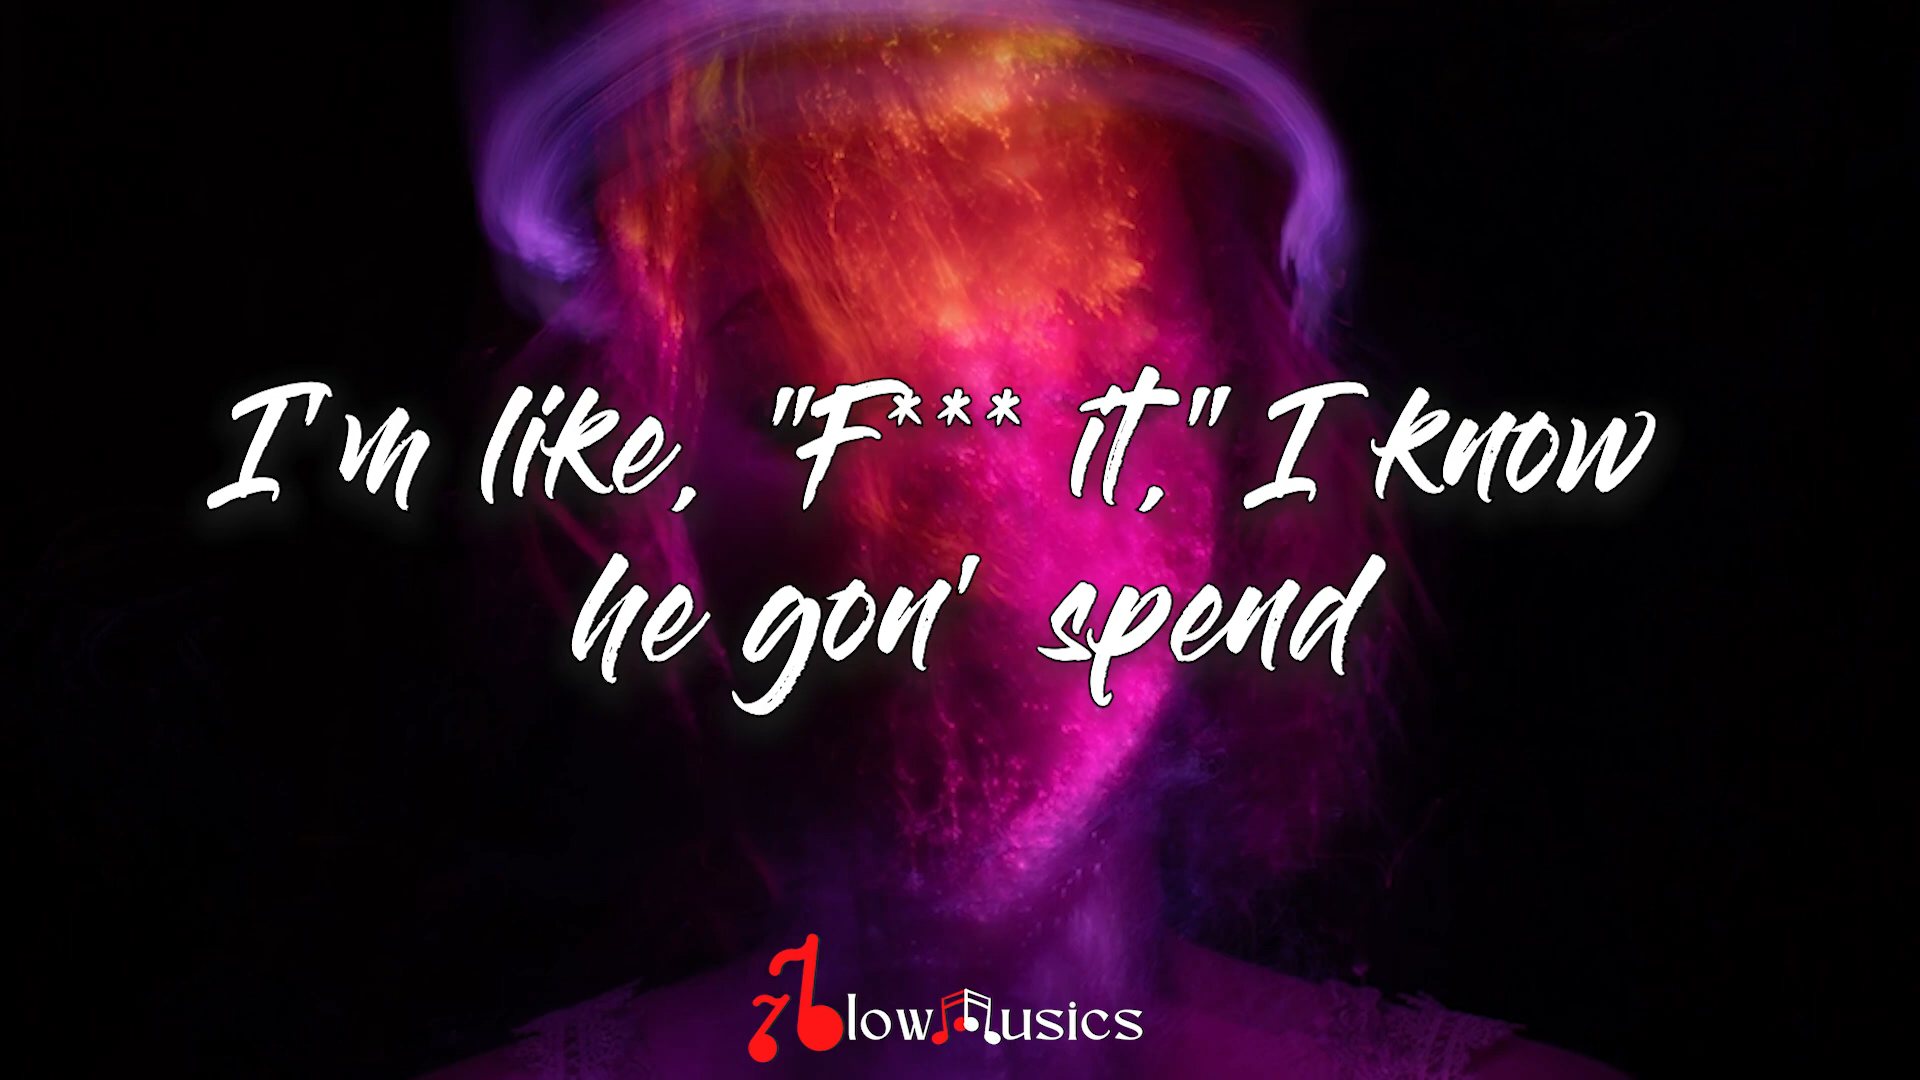 I'm like, "F*** it," I know
he gon' spend
BlowMusics